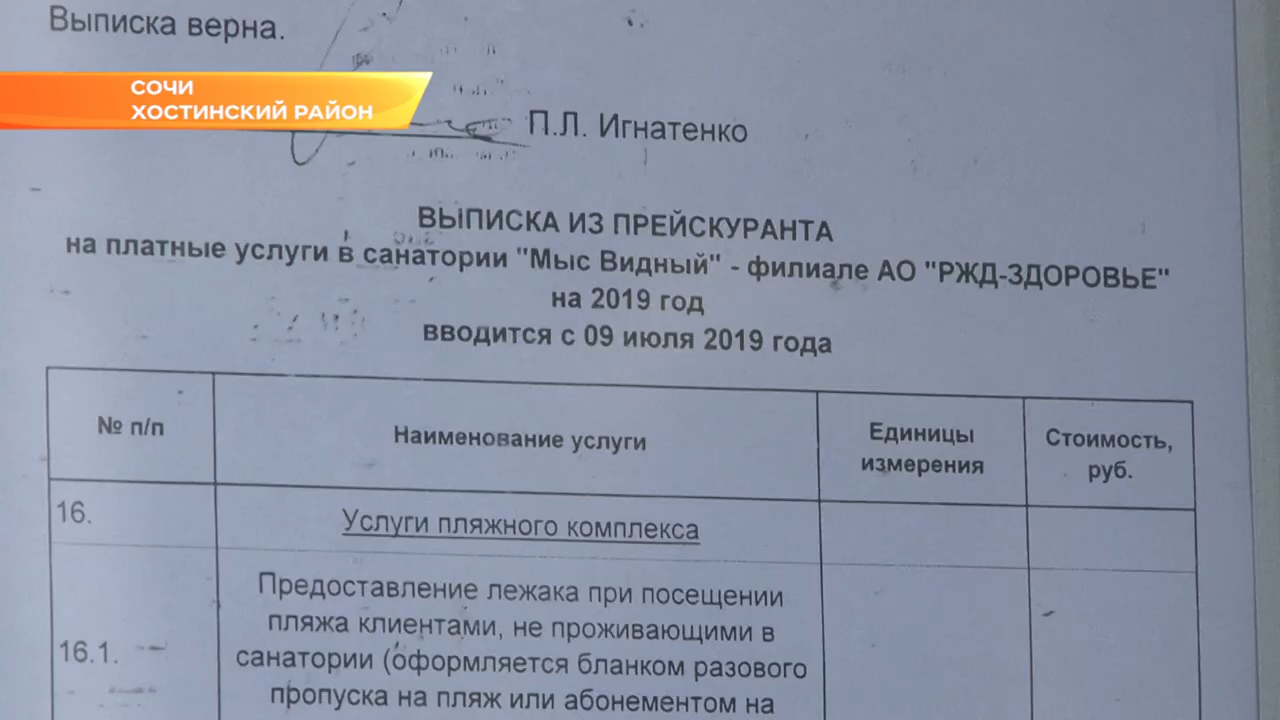 Выписка верна.
СОЧИ
ХОСТИНСКИЙ РАЙОН
П.Л. Игнатенко
ВЫПИСКА ИЗ ПРЕЙСКУРАНТА
на платные услуги в санатории "Мыс Видный" - филиале АО "РЖД-ЗДОРОВЬЕ"
на 2019 год
вводится с 09 июля 2019 года
№ п/п
Наименование услуги
Единицы
измерения
Стоимость,
руб.
16.
Услуги пляжного комплекса
16.1.
Предоставление лежака при посещении
пляжа клиентами, не проживающими в
санатории (оформляется бланком разового
пропуска на пляж или абонементом на